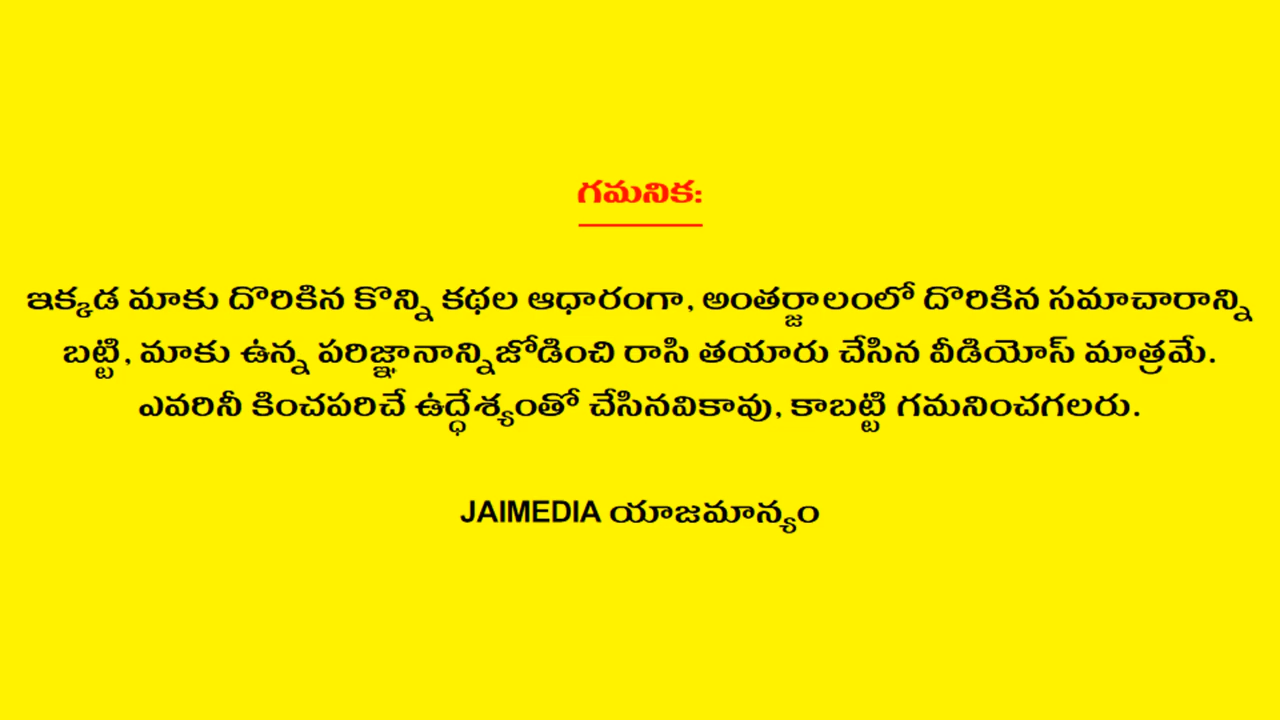 గమనిక:
ఇక్కడ మాకు దొరికిన కొన్ని కథల ఆధారంగా, అంతర్జాలంలో దొరికిన సమాచారాన్ని
బట్టి, మాకు ఉన్న పరిజ్ఞానాన్నిజోడించి రాసి తయారు చేసిన వీడియోస్ మాత్రమే.
ఎవరినీ కించపరిచే ఉద్ధేశ్యంతో చేసినవికావు, కాబట్టి గమనించగలరు.
JAIMEDIA యాజమాన్యం